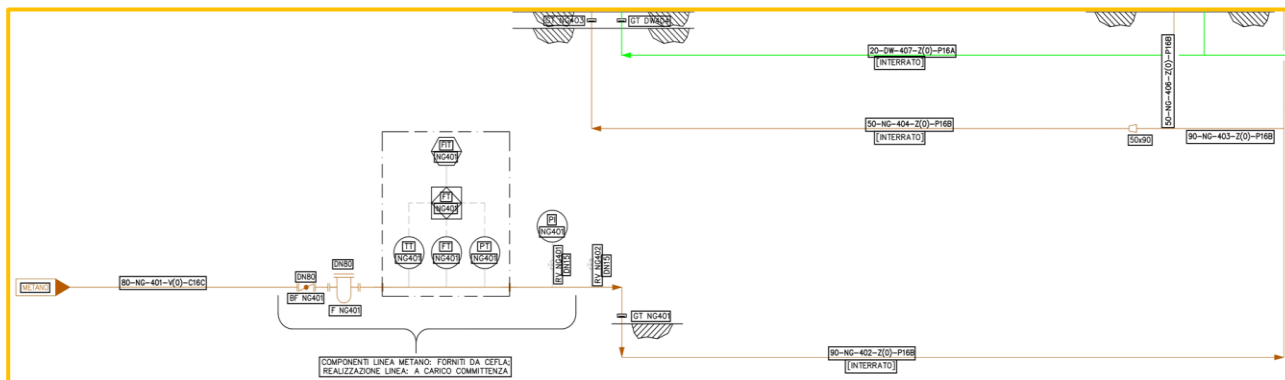 GT NG403
GT DW404
20-DW-407-Z(0)-P16A
[INTERRATO]
50-NG-406-Z(0)-P16B
50-NG-404-Z(0)-P16B
[INTERRATO]
50x90
90-NG-403-Z(0)-P16B
FIT
NG401
FT
NG401
PI
NG401
TT
NG401
FT
NG401
PT
NG401
RV NG401
DN15
RV NG402
DN15
METANO
80-NG-401-V(0)-C16C
DN80
BF NG401
DN80
F NG401
GT NG401
COMPONENTI LINEA METANO: FORNITI DA CEFLA;
REALIZZAZIONE LINEA: A CARICO COMMITTENZA
90-NG-402-Z(0)-P16B
[INTERRATO]